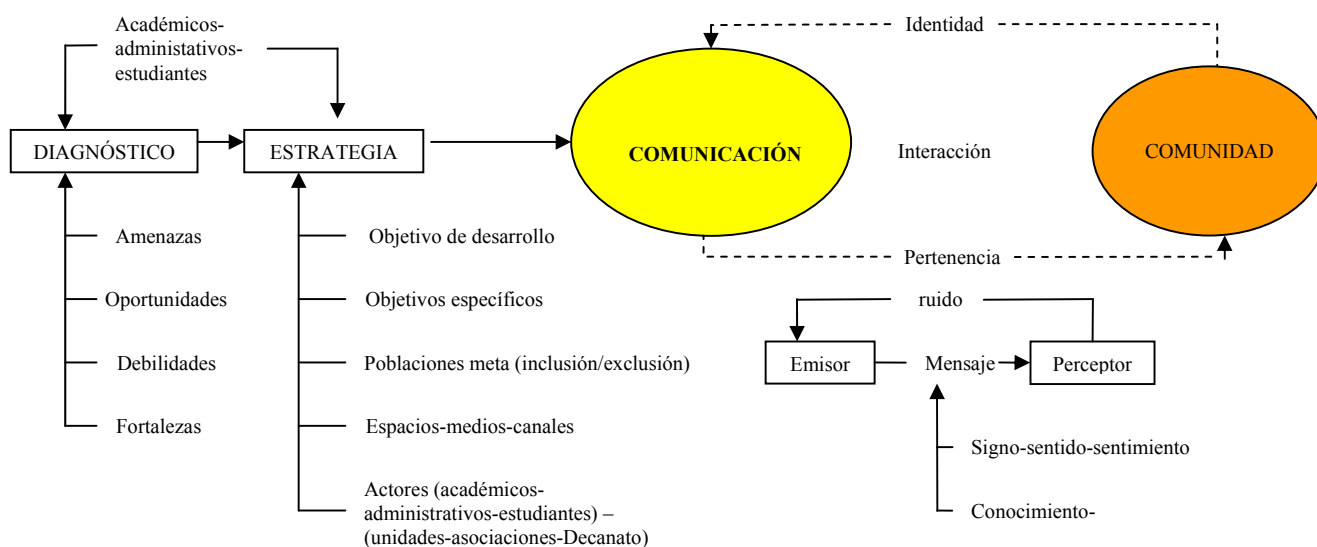 Académicos-
administativos-
estudiantes
Identidad
DIAGNÓSTICO
ESTRATEGIA
COMUNICACIÓN
Interacción
COMUNIDAD
Pertenencia
Amenazas
Oportunidades
Debilidades
Fortalezas
Objetivo de desarrollo
Objetivos específicos
Poblaciones meta (inclusión/exclusión)
Espacios-medios-canales
Actores (académicos-
administrativos-estudiantes) –
(unidades-asociaciones-Decanato)
ruido
Emisor
Mensaje
Perceptor
Signo-sentido-sentimiento
Conocimiento-